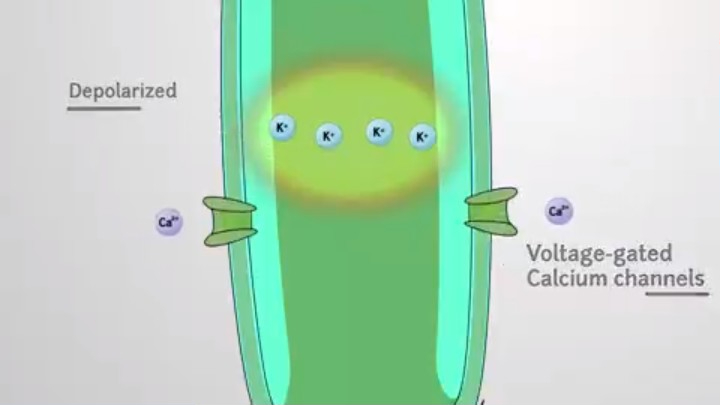 Depolarized
K⁺ K⁺ K⁺ K⁺
Ca²⁺ Ca²⁺
Voltage-gated
Calcium channels